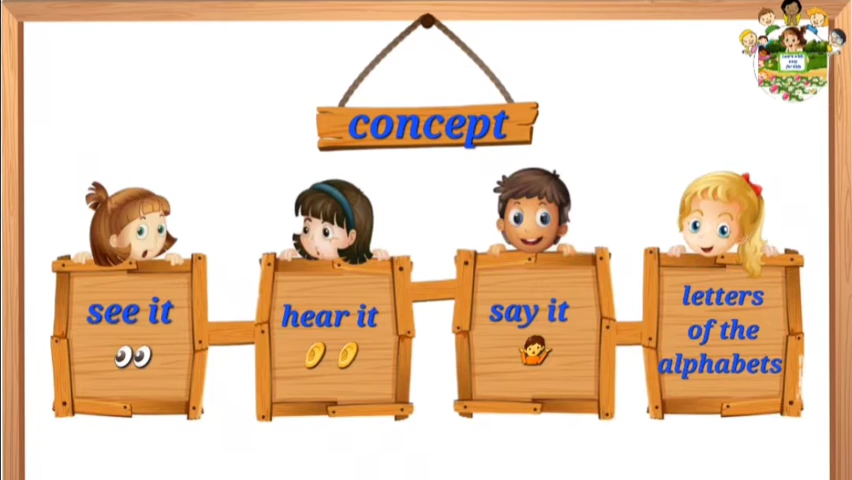 concept
see it
hear it
say it
letters
of the
alphabets